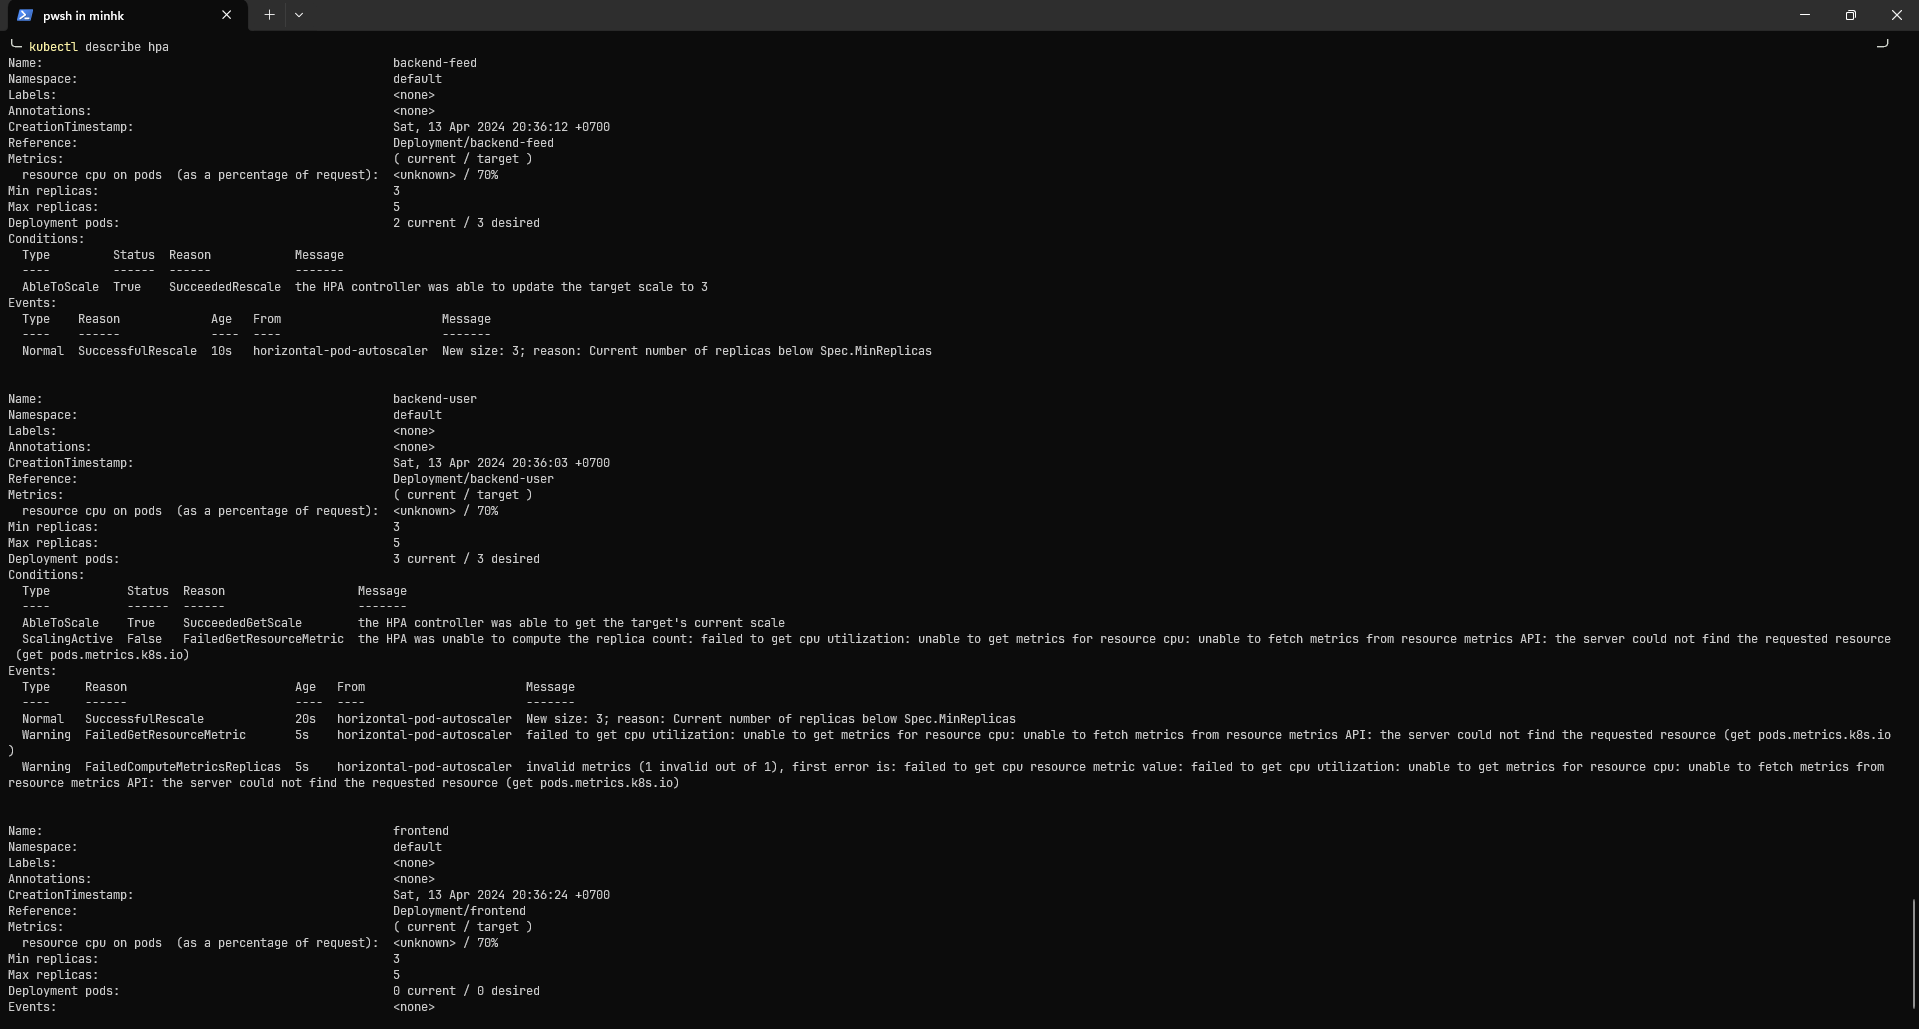 pwsh in minhk
kubectl describe hpa
Name: backend-feed
Namespace: default
Labels: <none>
Annotations: <none>
CreationTimestamp: Sat, 13 Apr 2024 20:36:12 +0700
Reference: Deployment/backend-feed
Metrics: ( current / target )
resource cpu on pods (as a percentage of request): <unknown> / 70%
Min replicas: 3
Max replicas: 5
Deployment pods: 2 current / 3 desired
Conditions:
Type Status Reason Message
---- ------ ------ -------
AbleToScale True SucceededRescale the HPA controller was able to update the target scale to 3
Events:
Type Reason Age From Message
---- ------ ---- ---- -------
Normal SuccessfulRescale 10s horizontal-pod-autoscaler New size: 3; reason: Current number of replicas below Spec.MinReplicas
Name: backend-user
Namespace: default
Labels: <none>
Annotations: <none>
CreationTimestamp: Sat, 13 Apr 2024 20:36:03 +0700
Reference: Deployment/backend-user
Metrics: ( current / target )
resource cpu on pods (as a percentage of request): <unknown> / 70%
Min replicas: 3
Max replicas: 5
Deployment pods: 3 current / 3 desired
Conditions:
Type Status Reason Message
---- ------ ------ -------
AbleToScale True SucceededGetScale the HPA controller was able to get the target's current scale
ScalingActive False FailedGetResourceMetric the HPA was unable to compute the replica count: failed to get cpu utilization: unable to get metrics for resource cpu: unable to fetch metrics from resource metrics API: the server could not find the requested resource
(get pods.metrics.k8s.io)
Events:
Type Reason Age From Message
---- ------ ---- ---- -------
Normal SuccessfulRescale 20s horizontal-pod-autoscaler New size: 3; reason: Current number of replicas below Spec.MinReplicas
Warning FailedGetResourceMetric 5s horizontal-pod-autoscaler failed to get cpu utilization: unable to get metrics for resource cpu: unable to fetch metrics from resource metrics API: the server could not find the requested resource (get pods.metrics.k8s.io
)
Warning FailedComputeMetricsReplicas 5s horizontal-pod-autoscaler invalid metrics (1 invalid out of 1), first error is: failed to get cpu resource metric value: failed to get cpu utilization: unable to get metrics for resource cpu: unable to fetch metrics from
resource metrics API: the server could not find the requested resource (get pods.metrics.k8s.io)
Name: frontend
Namespace: default
Labels: <none>
Annotations: <none>
CreationTimestamp: Sat, 13 Apr 2024 20:36:24 +0700
Reference: Deployment/frontend
Metrics: ( current / target )
resource cpu on pods (as a percentage of request): <unknown> / 70%
Min replicas: 3
Max replicas: 5
Deployment pods: 0 current / 0 desired
Events: <none>